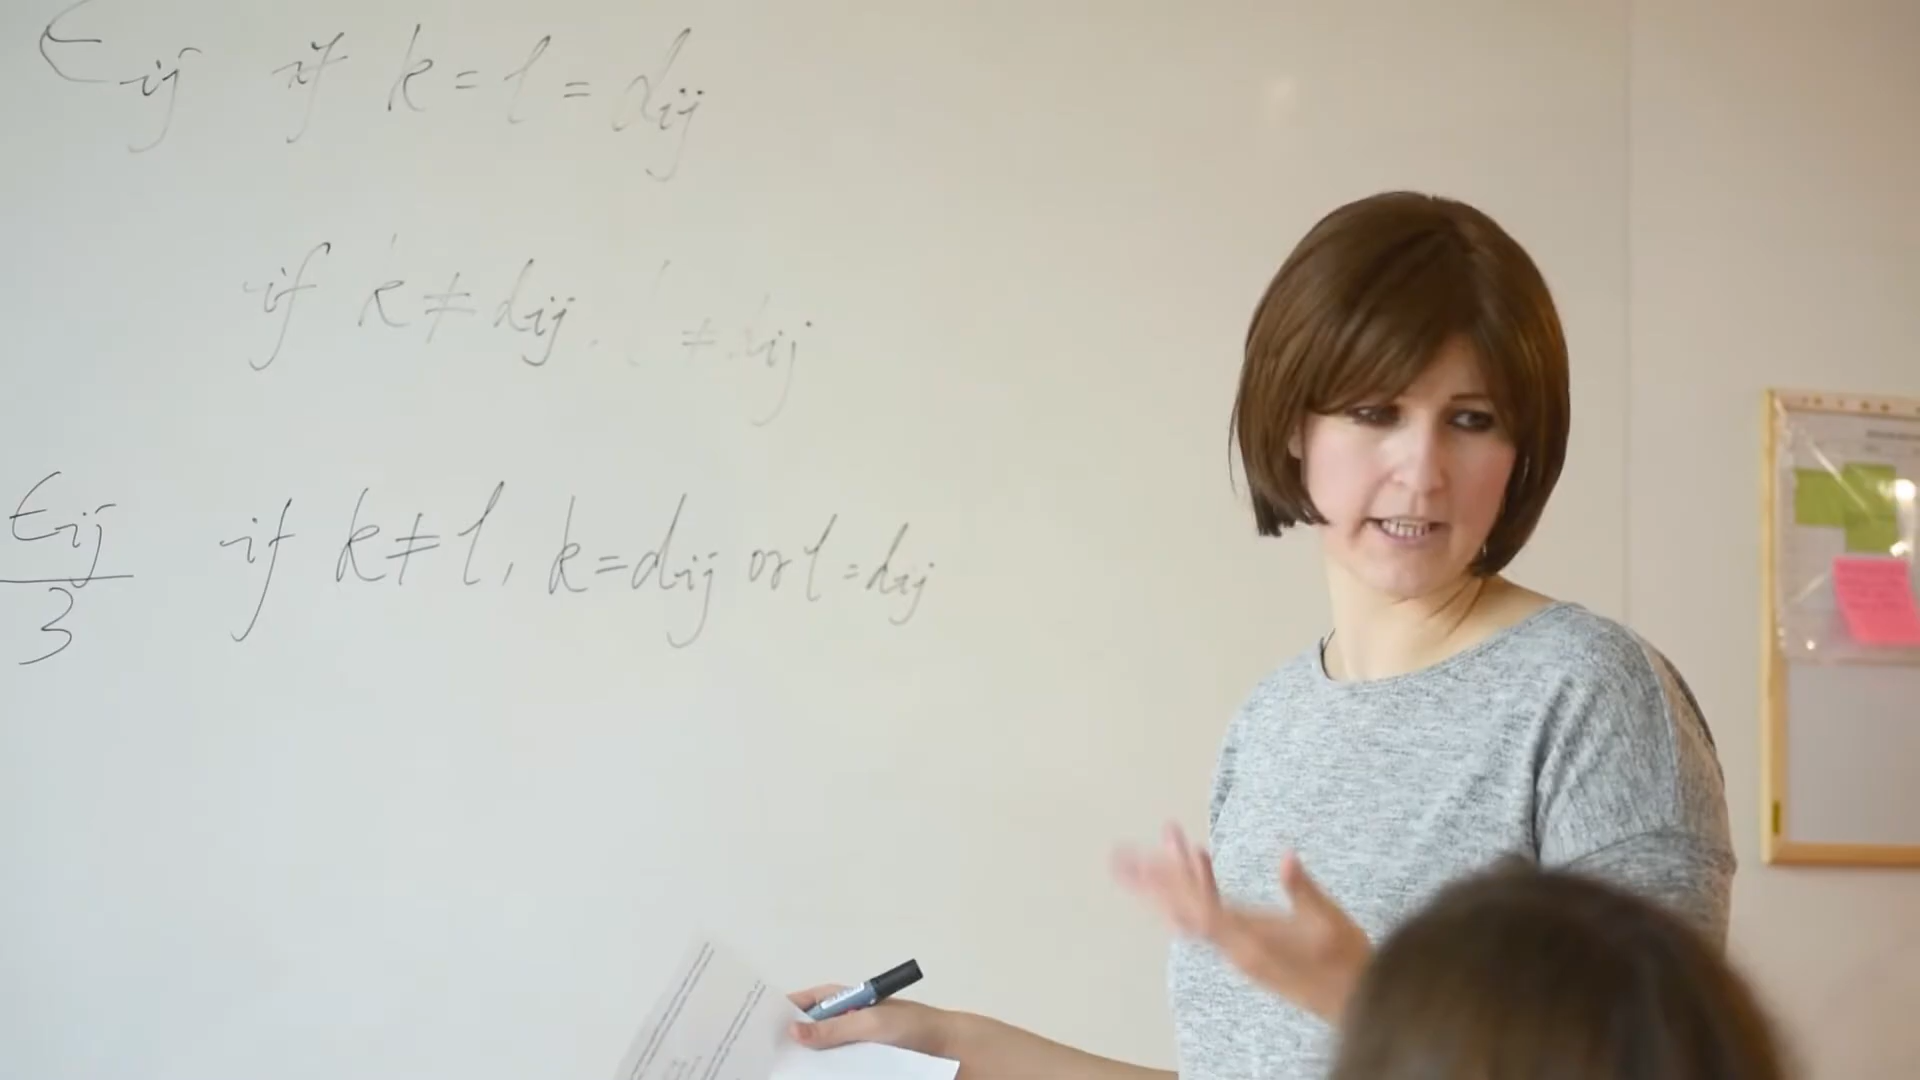 ϵij if k = l = dij
if k ≠ dij, l ≠ dij
ϵij/3 if k ≠ l, k = dij or l = dij